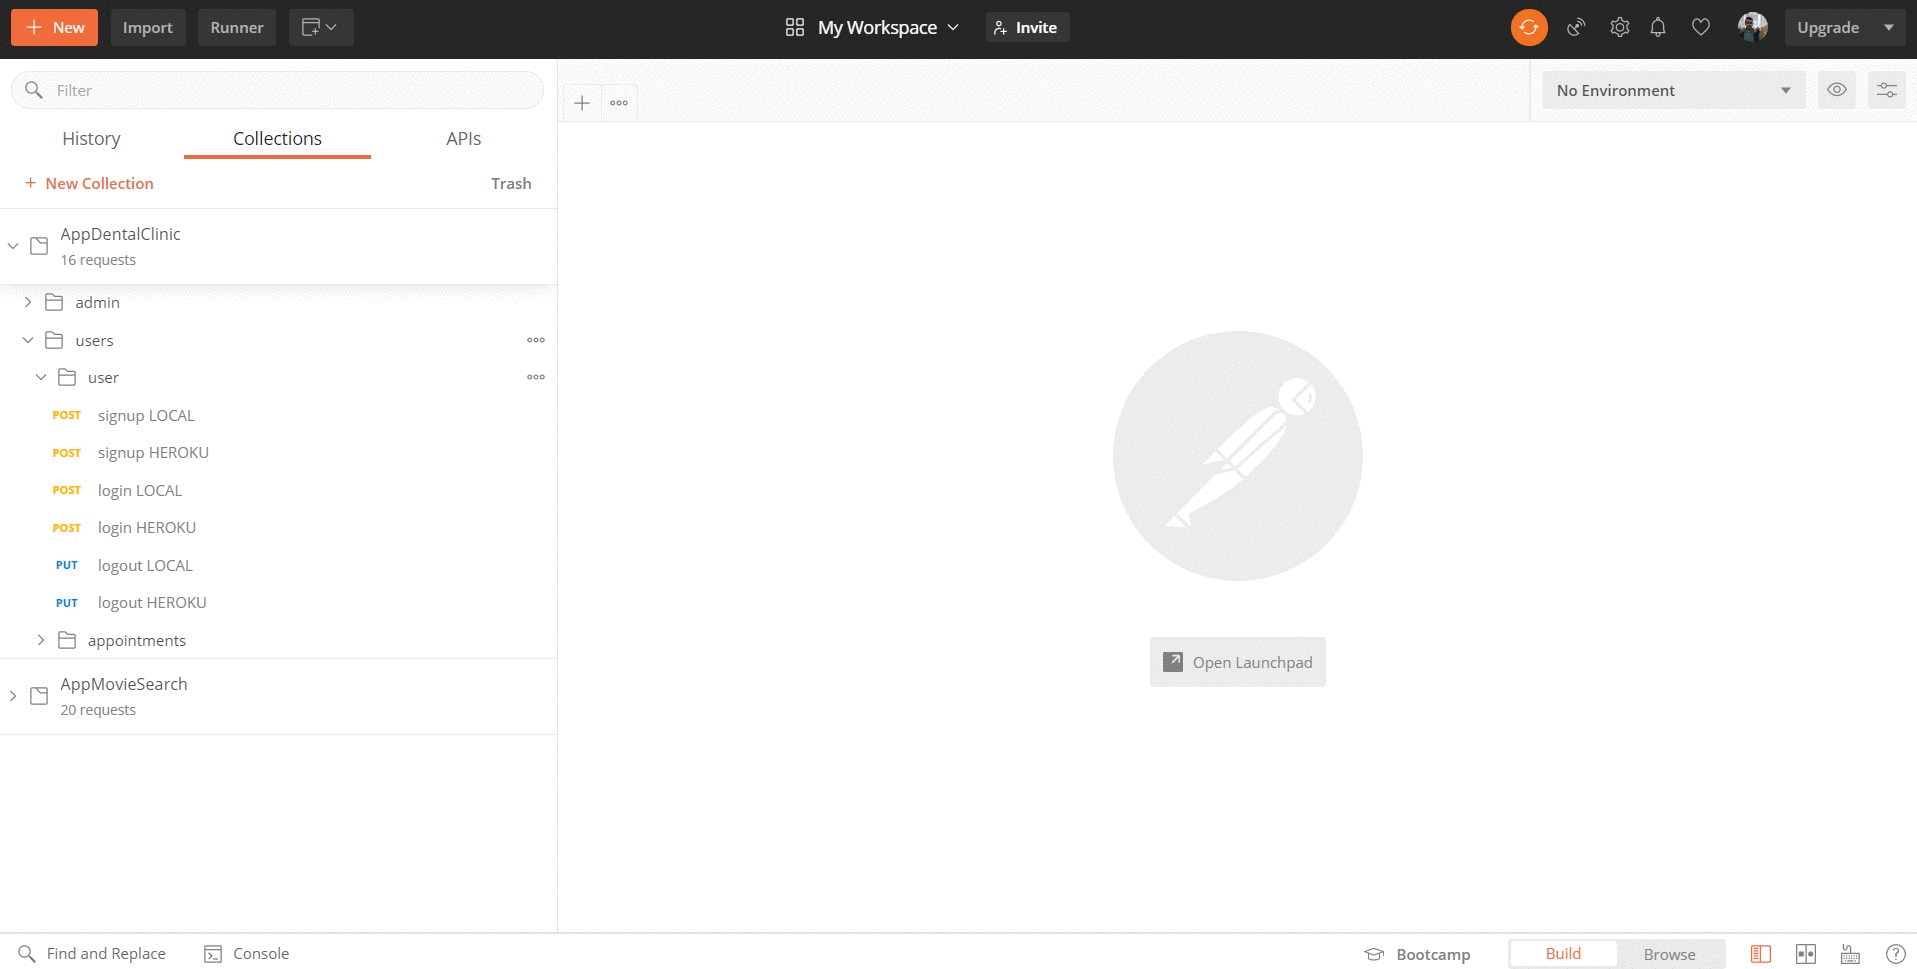 New
Import
Runner
My Workspace
Invite
Upgrade
Filter
No Environment
History
Collections
APIs
+ New Collection
Trash
AppDentalClinic
16 requests
admin
users
user
POST signup LOCAL
POST signup HEROKU
POST login LOCAL
POST login HEROKU
PUT logout LOCAL
PUT logout HEROKU
appointments
AppMovieSearch
20 requests
Open Launchpad
Find and Replace
Console
Bootcamp
Build
Browse